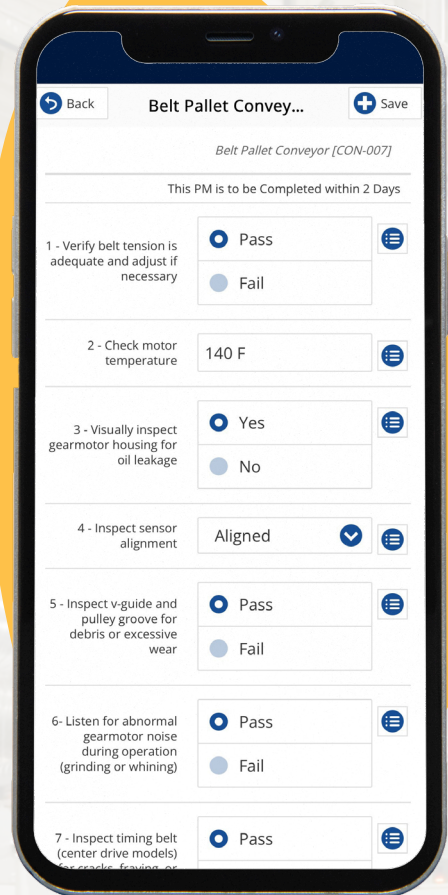 Back
Belt Pallet Convey...
Save
Belt Pallet Conveyor [CON-007]
This PM is to be Completed within 2 Days
1 - Verify belt tension is
adequate and adjust if
necessary
Pass
Fail
2 - Check motor
temperature
140 F
3 - Visually inspect
gearmotor housing for
oil leakage
Yes
No
4 - Inspect sensor
alignment
Aligned
5 - Inspect v-guide and
pulley groove for
debris or excessive
wear
Pass
Fail
6- Listen for abnormal
gearmotor noise
during operation
(grinding or whining)
Pass
Fail
7 - Inspect timing belt
(center drive models)
for cracks, fraying, or
Pass